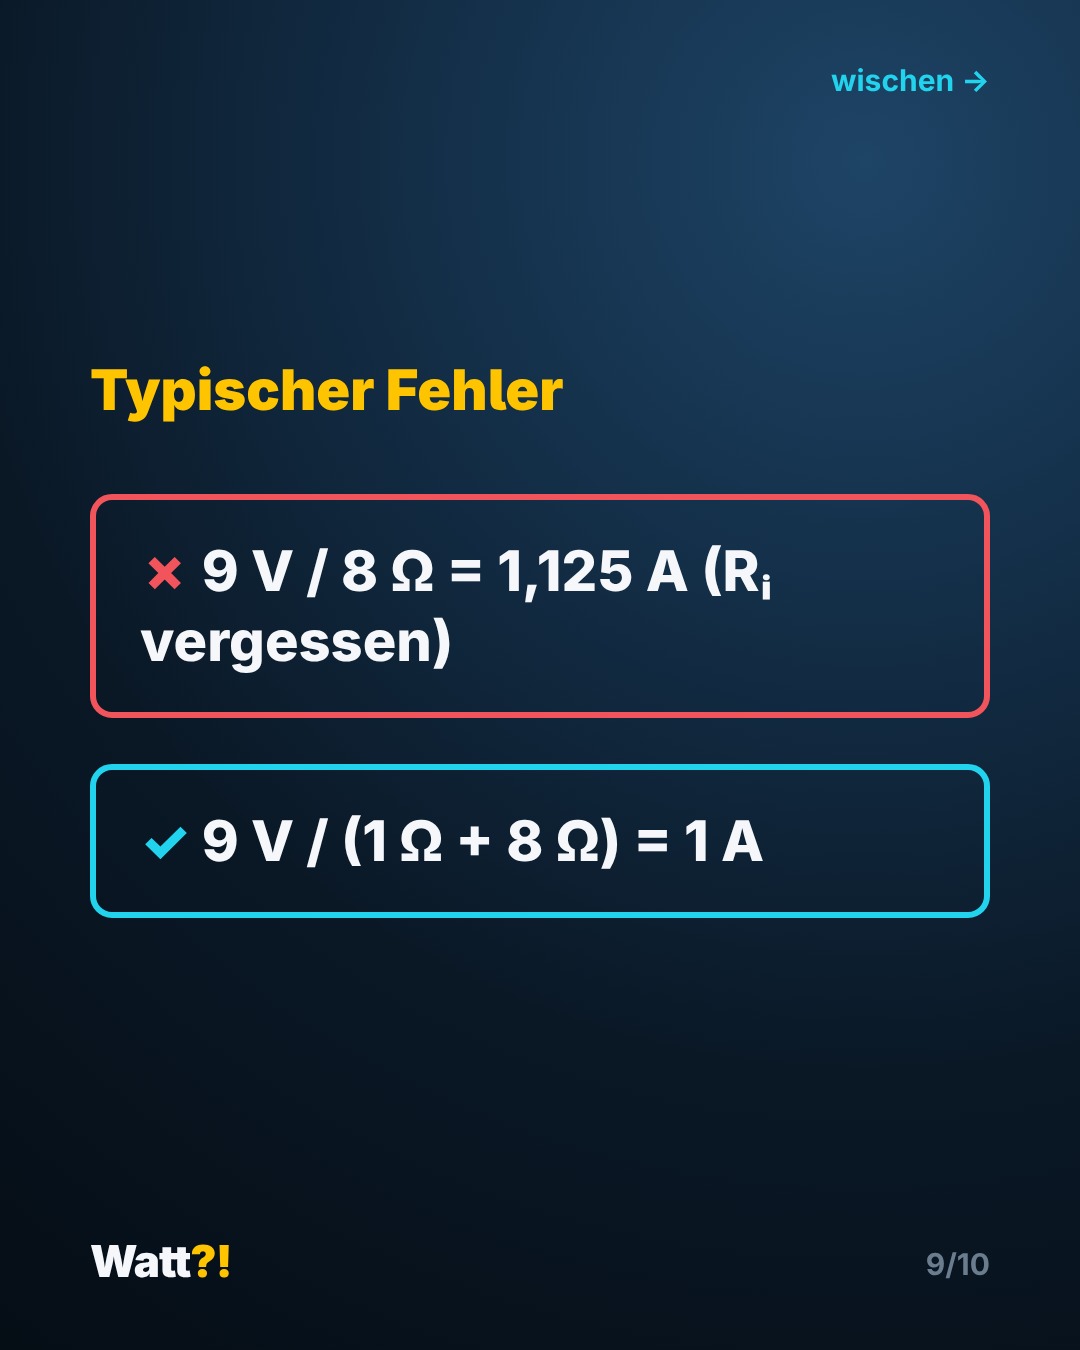 wischen →
Typischer Fehler
✕ 9 V / 8 Ω = 1,125 A (Rᵢ
vergessen)
✓ 9 V / (1 Ω + 8 Ω) = 1 A
Watt?!
9/10